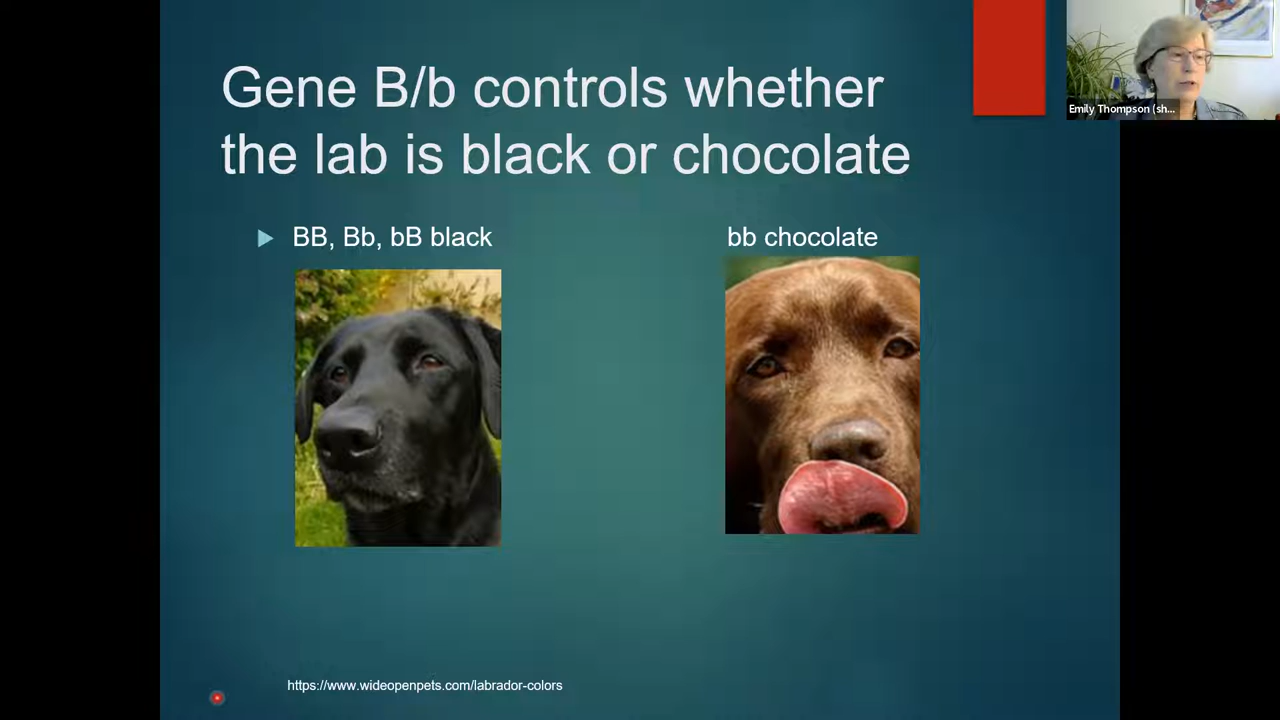 Gene B/b controls whether
the lab is black or chocolate
BB, Bb, bB black
bb chocolate
https://www.wideopenpets.com/labrador-colors
Emily Thompson (sh...